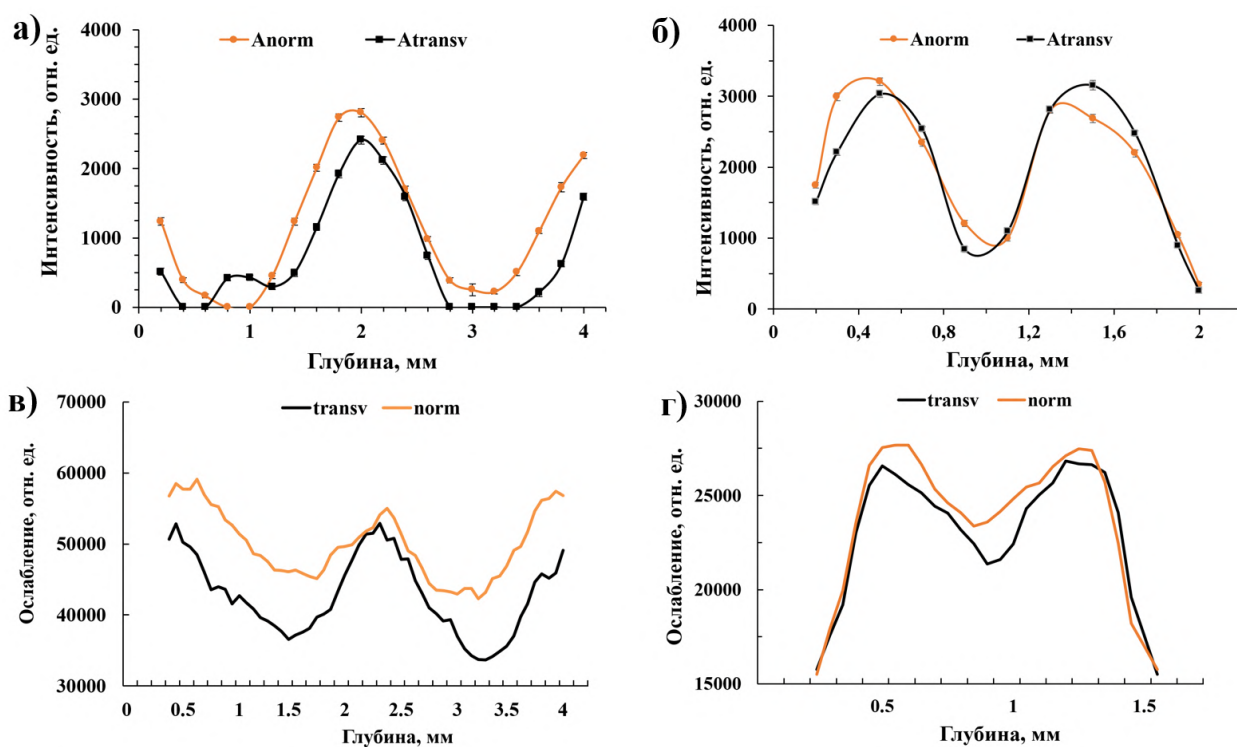 а)
Anorm Atransv
Интенсивность, отн. ед.
4000
3000
2000
1000
0
0 1 2 3 4
Глубина, мм
б)
Anorm Atransv
Интенсивность, отн. ед.
4000
3000
2000
1000
0
0 0,4 0,8 1,2 1,6 2
Глубина, мм
в)
transv norm
Ослабление, отн. ед.
70000
60000
50000
40000
30000
0 0.5 1 1.5 2 2.5 3 3.5 4
Глубина, мм
г)
transv norm
Ослабление, отн. ед.
30000
25000
20000
15000
0.5 1 1.5
Глубина, мм